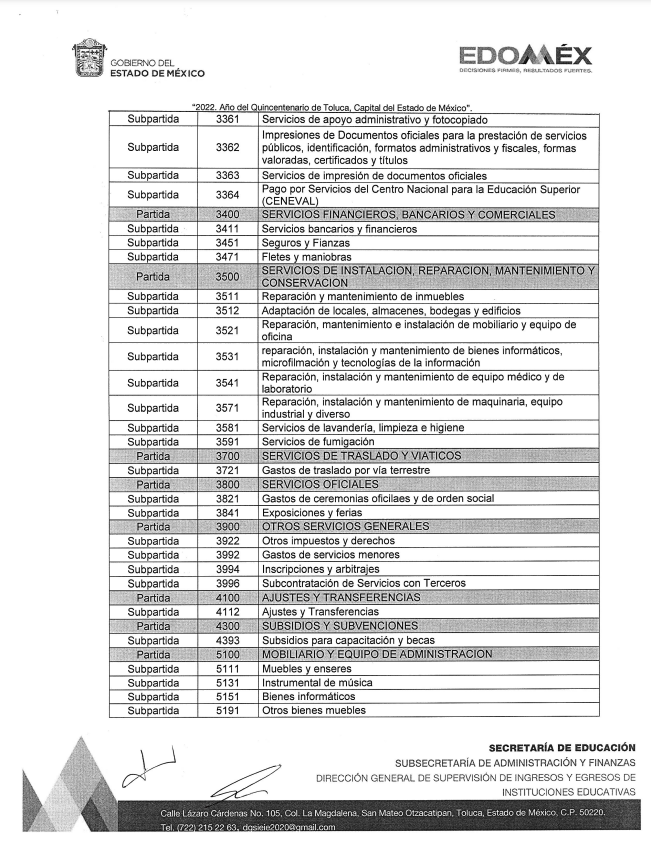 GOBIERNO DEL
ESTADO DE MÉXICO
EDOMÉX
DECISIONES FIRMES, RESULTADOS FUERTES.
"2022. Año del Quincentenario de Toluca, Capital del Estado de México".
Subpartida 3361 Servicios de apoyo administrativo y fotocopiado
Subpartida 3362 Impresiones de Documentos oficiales para la prestación de servicios
públicos, identificación, formatos administrativos y fiscales, formas
valoradas, certificados y títulos
Subpartida 3363 Servicios de impresión de documentos oficiales
Subpartida 3364 Pago por Servicios del Centro Nacional para la Educación Superior
(CENEVAL)
Partida 3400 SERVICIOS FINANCIEROS, BANCARIOS Y COMERCIALES
Subpartida 3411 Servicios bancarios y financieros
Subpartida 3451 Seguros y Fianzas
Subpartida 3471 Fletes y maniobras
Partida 3500 SERVICIOS DE INSTALACION, REPARACION, MANTENIMIENTO Y
CONSERVACION
Subpartida 3511 Reparación y mantenimiento de inmuebles
Subpartida 3512 Adaptación de locales, almacenes, bodegas y edificios
Subpartida 3521 Reparación, mantenimiento e instalación de mobiliario y equipo de
oficina
Subpartida 3531 reparación, instalación y mantenimiento de bienes informáticos,
microfilmación y tecnologías de la información
Subpartida 3541 Reparación, instalación y mantenimiento de equipo médico y de
laboratorio
Subpartida 3571 Reparación, instalación y mantenimiento de maquinaria, equipo
industrial y diverso
Subpartida 3581 Servicios de lavandería, limpieza e higiene
Subpartida 3591 Servicios de fumigación
Partida 3700 SERVICIOS DE TRASLADO Y VIATICOS
Subpartida 3721 Gastos de traslado por vía terrestre
Partida 3800 SERVICIOS OFICIALES
Subpartida 3821 Gastos de ceremonias oficilaes y de orden social
Subpartida 3841 Exposiciones y ferias
Partida 3900 OTROS SERVICIOS GENERALES
Subpartida 3922 Otros impuestos y derechos
Subpartida 3992 Gastos de servicios menores
Subpartida 3994 Inscripciones y arbitrajes
Subpartida 3996 Subcontratación de Servicios con Terceros
Partida 4100 AJUSTES Y TRANSFERENCIAS
Subpartida 4112 Ajustes y Transferencias
Partida 4300 SUBSIDIOS Y SUBVENCIONES
Subpartida 4393 Subsidios para capacitación y becas
Partida 5100 MOBILIARIO Y EQUIPO DE ADMINISTRACION
Subpartida 5111 Muebles y enseres
Subpartida 5131 Instrumental de música
Subpartida 5151 Bienes informáticos
Subpartida 5191 Otros bienes muebles
SECRETARÍA DE EDUCACIÓN
SUBSECRETARÍA DE ADMINISTRACIÓN Y FINANZAS
DIRECCIÓN GENERAL DE SUPERVISIÓN DE INGRESOS Y EGRESOS DE
INSTITUCIONES EDUCATIVAS
Calle Lázaro Cárdenas No. 105, Col. La Magdalena, San Mateo Otzacatipan, Toluca, Estado de México, C.P. 50220.
Tel. (722) 215 22 63, dgsieie2020@gmail.com